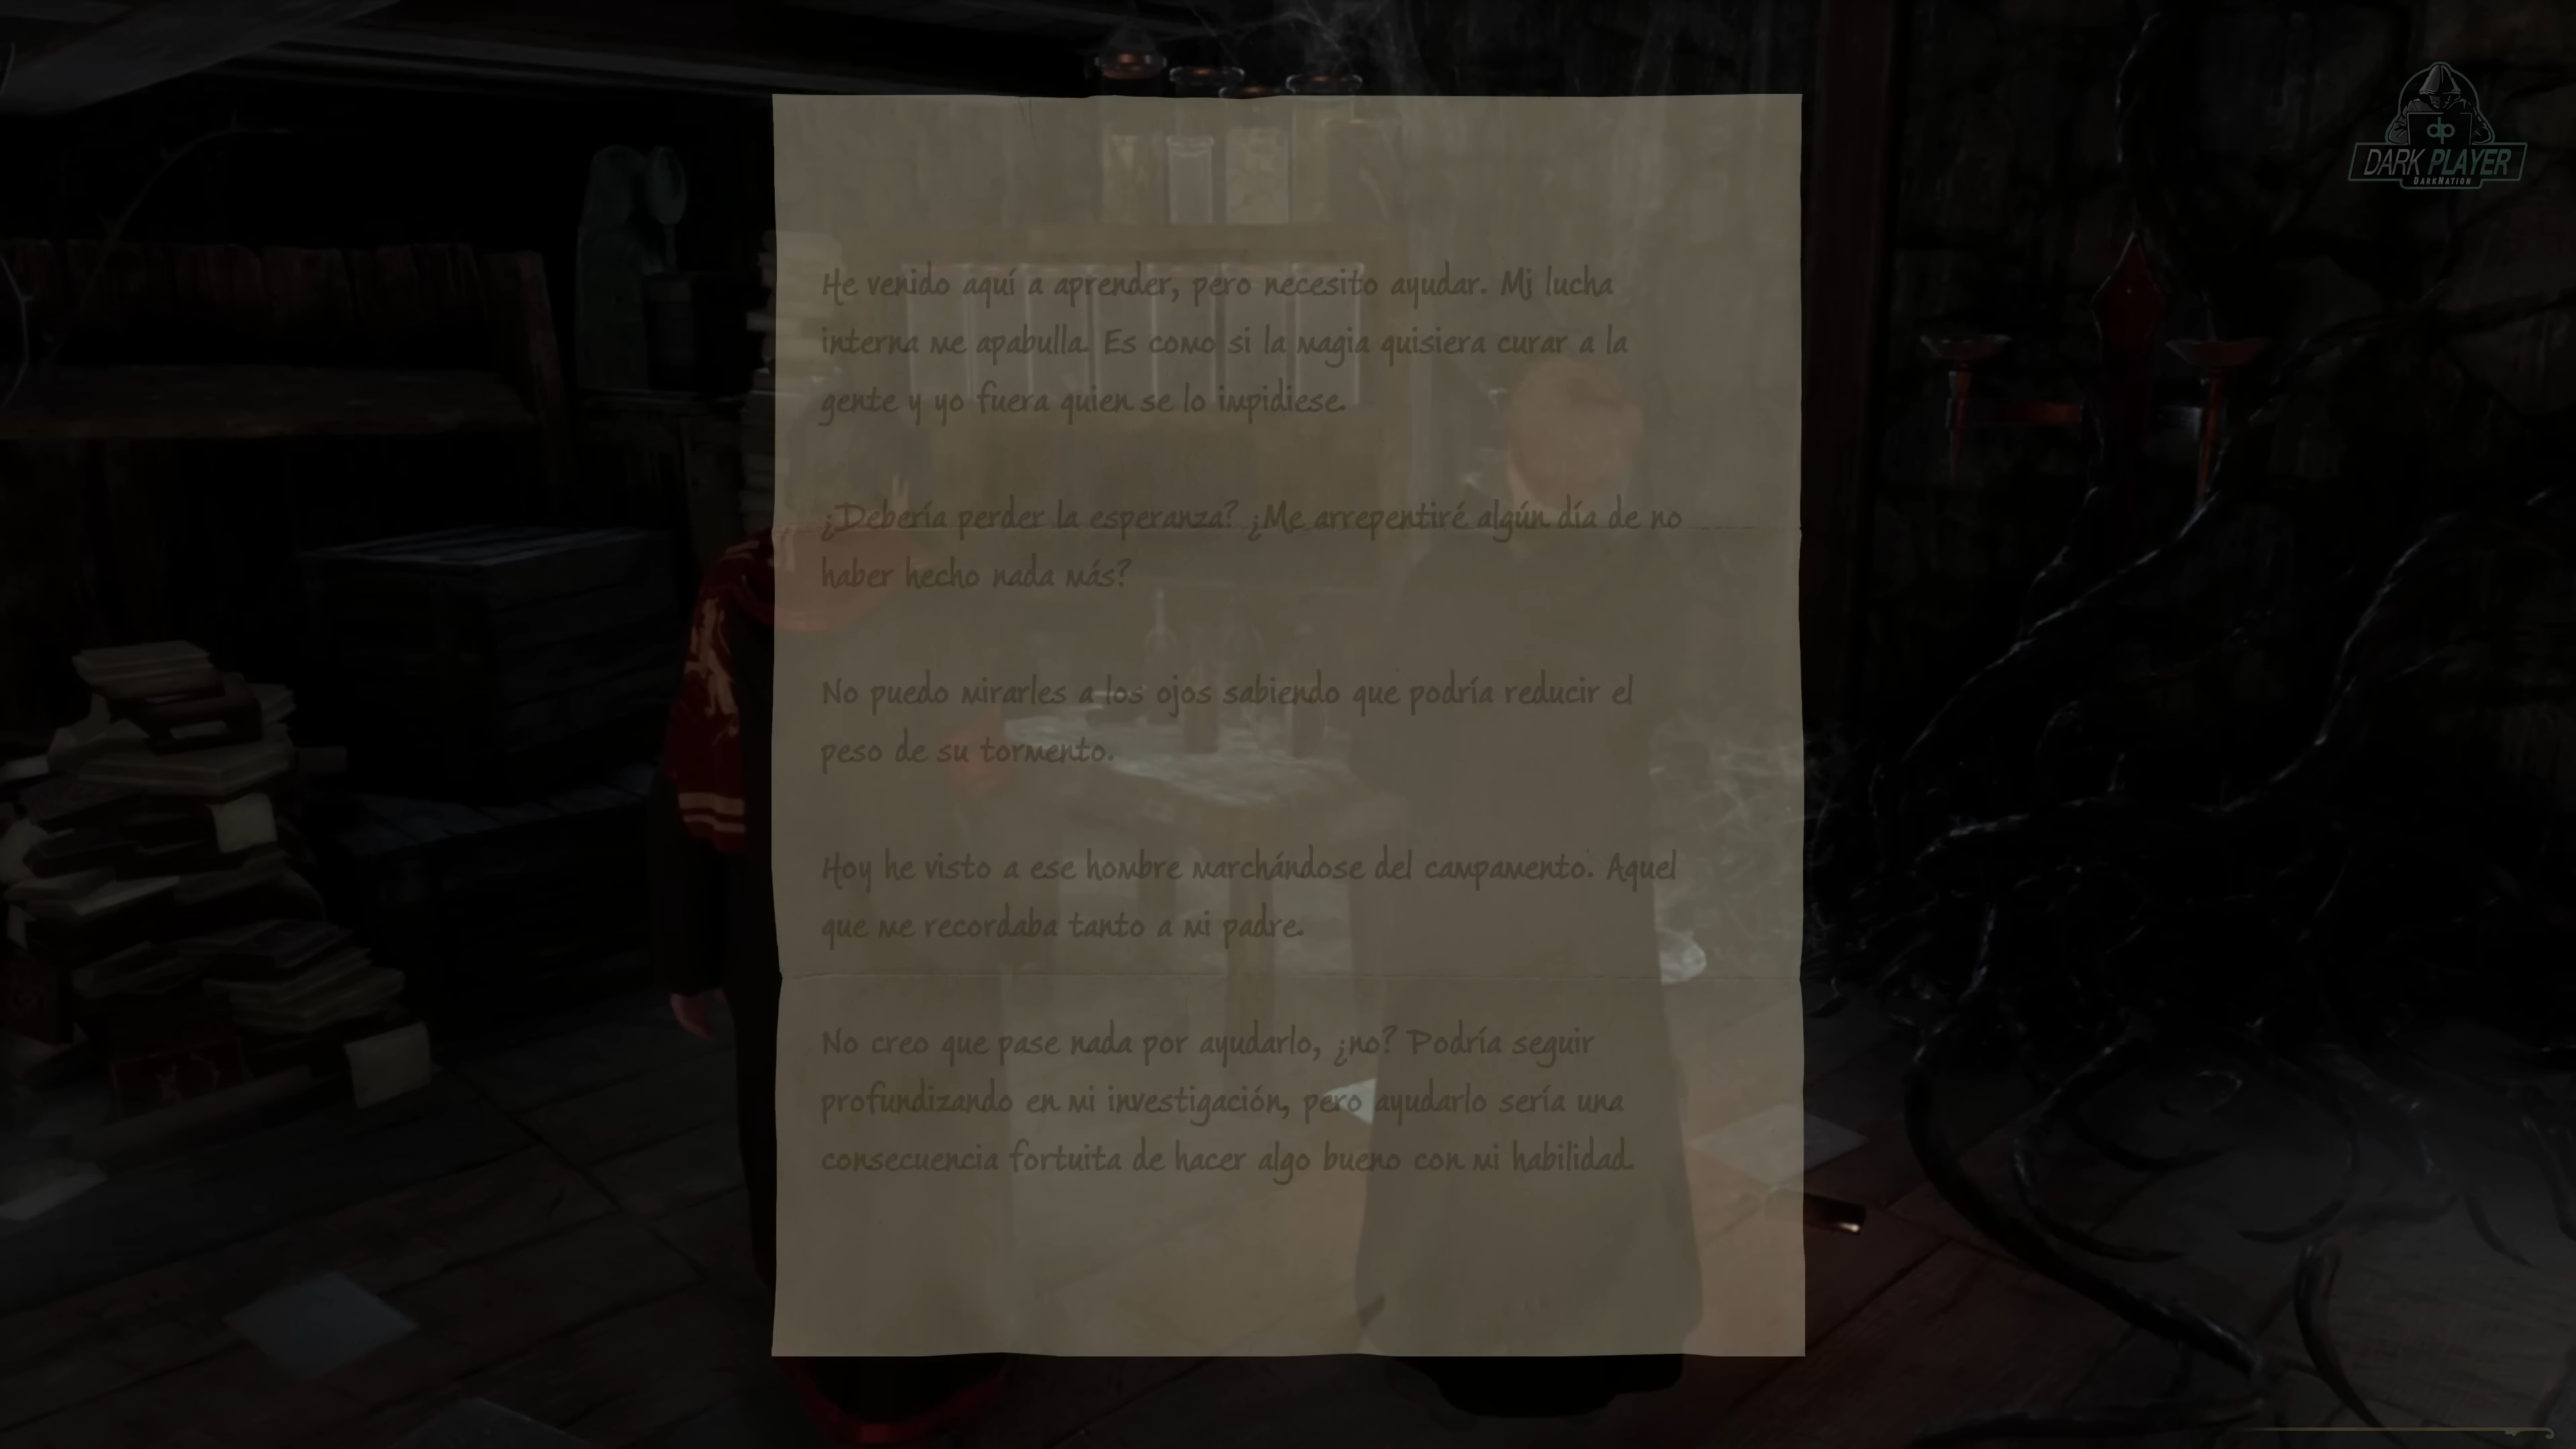 dp
DARK PLAYER
DarkNation
He venido aquí a aprender, pero necesito ayudar. Mi lucha
interna me apabulla. Es como si la magia quisiera curar a la
gente y yo fuera quien se lo impidiese.
¿Debería perder la esperanza? ¿Me arrepentiré algún día de no
haber hecho nada más?
No puedo mirarles a los ojos sabiendo que podría reducir el
peso de su tormento.
Hoy he visto a ese hombre marchándose del campamento. Aquel
que me recordaba tanto a mi padre.
No creo que pase nada por ayudarlo, ¿no? Podría seguir
profundizando en mi investigación, pero ayudarlo sería una
consecuencia fortuita de hacer algo bueno con mi habilidad.